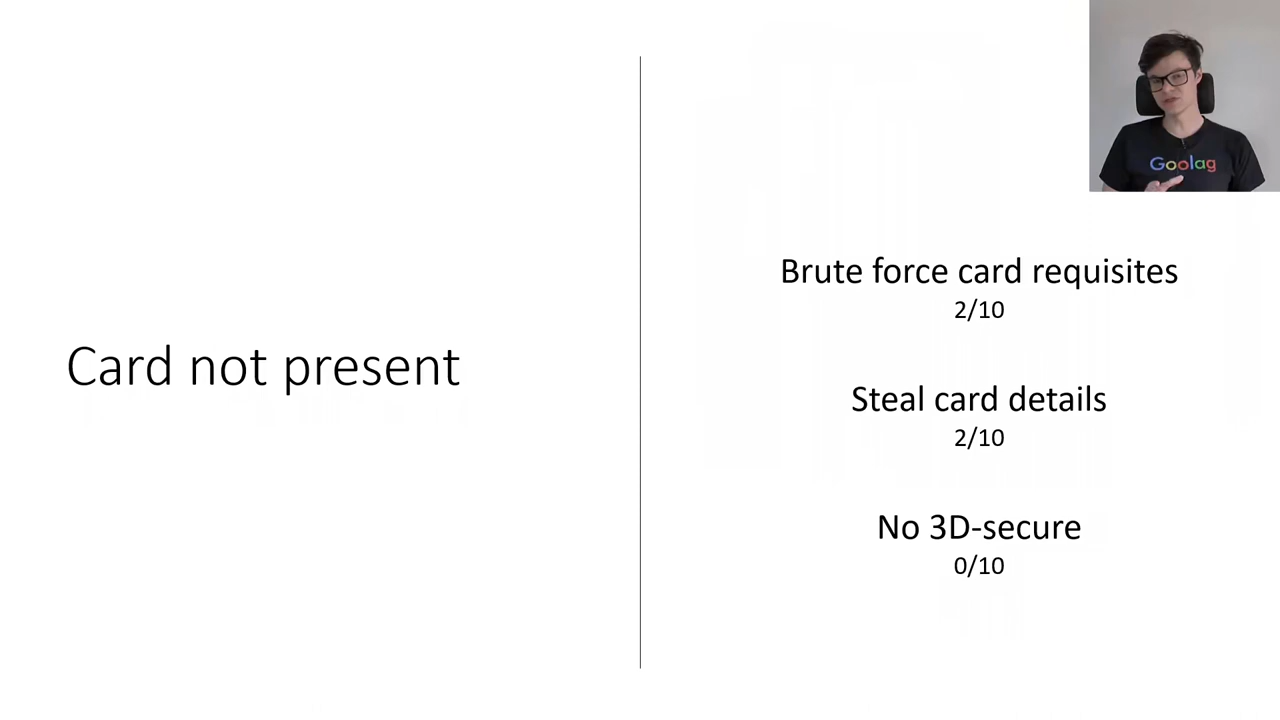 Goolag
Card not present
Brute force card requisites
2/10
Steal card details
2/10
No 3D-secure
0/10